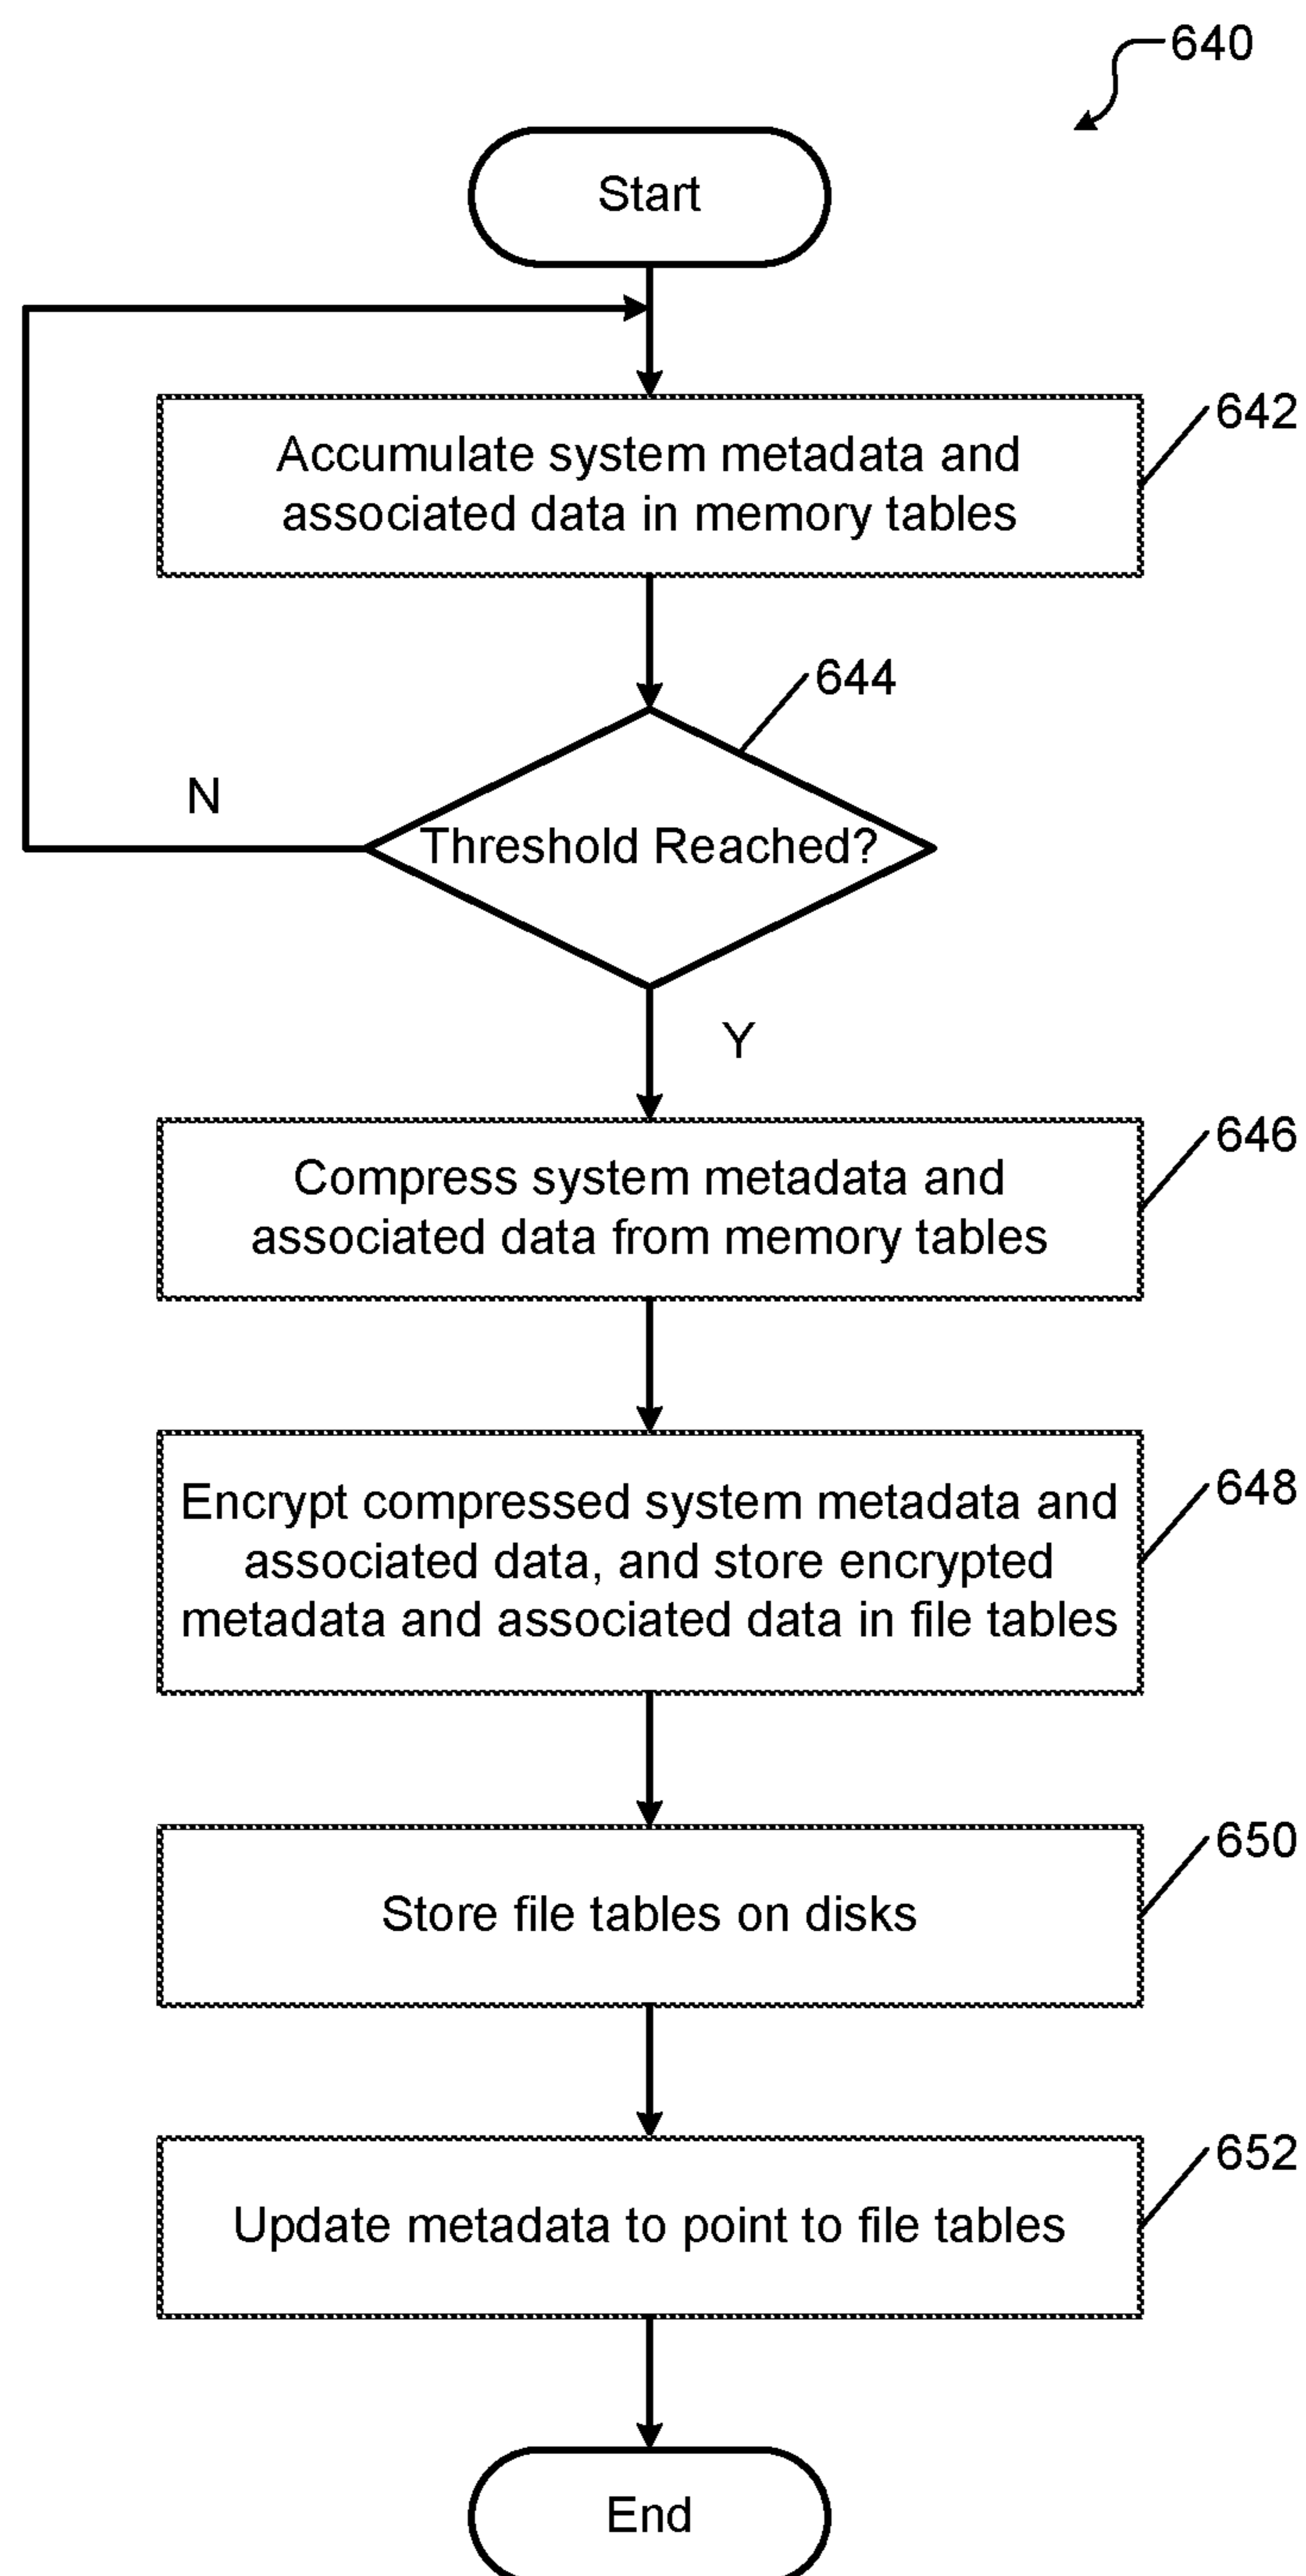 640
Start
Accumulate system metadata and
associated data in memory tables
642
644
Threshold Reached?
N
Y
Compress system metadata and
associated data from memory tables
646
Encrypt compressed system metadata and
associated data, and store encrypted
metadata and associated data in file tables
648
Store file tables on disks
650
Update metadata to point to file tables
652
End